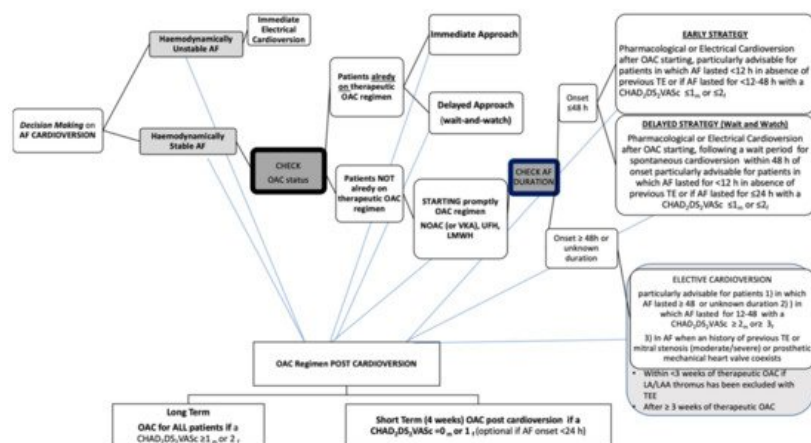 Haemodynamically
Unstable AF
Immediate
Electrical
Cardioversion
Decision Making on
AF CARDIOVERSION
Haemodynamically
Stable AF
CHECK
OAC status
Patients alredy on
therapeutic OAC
regimen
Immediate Approach
Delayed Approach
(wait-and-watch)
Patients NOT
alredy on
therapeutic OAC
regimen
STARTING promptly
OAC regimen
NOAC (or VKA), UFH,
LMWH
CHECK AF
DURATION
Onset
≤48 h
EARLY STRATEGY
Pharmacological or Electrical Cardioversion
after OAC starting, particularly advisable for
patients in which AF lasted <12 h in absence of
previous TE or if AF lasted for <12-48 h with a
CHAD₂DS₂VASc ≤1m or ≤2f
DELAYED STRATEGY (Wait and Watch)
Pharmacological or Electrical Cardioversion
after OAC starting, following a wait period for
spontaneous cardioversion within 48 h of
onset particularly advisable for patients in
which AF lasted for <12 h in absence of
previous TE or if AF lasted for ≤24 h with a
CHAD₂DS₂VASc ≤1m or ≤2f
Onset ≥ 48h or
unknown
duration
ELECTIVE CARDIOVERSION
particularly advisable for patients 1) in which
AF lasted ≥ 48 or unknown duration 2) ) in
which AF lasted for 12-48 with a
CHAD₂DS₂VASc ≥2m or≥ 3f
3) In AF when an history of previous TE or
mitral stenosis (moderate/severe) or prosthetic
mechanical heart valve coexists
• Within <3 weeks of therapeutic OAC if
LA/LAA thromus has been excluded with
TEE
• After ≥ 3 weeks of therapeutic OAC
OAC Regimen POST CARDIOVERSION
Long Term
OAC for ALL patients if a
CHAD₂DS₂VASc ≥1m or 2f
Short Term (4 weeks) OAC post cardioversion if a
CHAD₂DS₂VASc =0m or 1f (optional if AF onset <24 h)